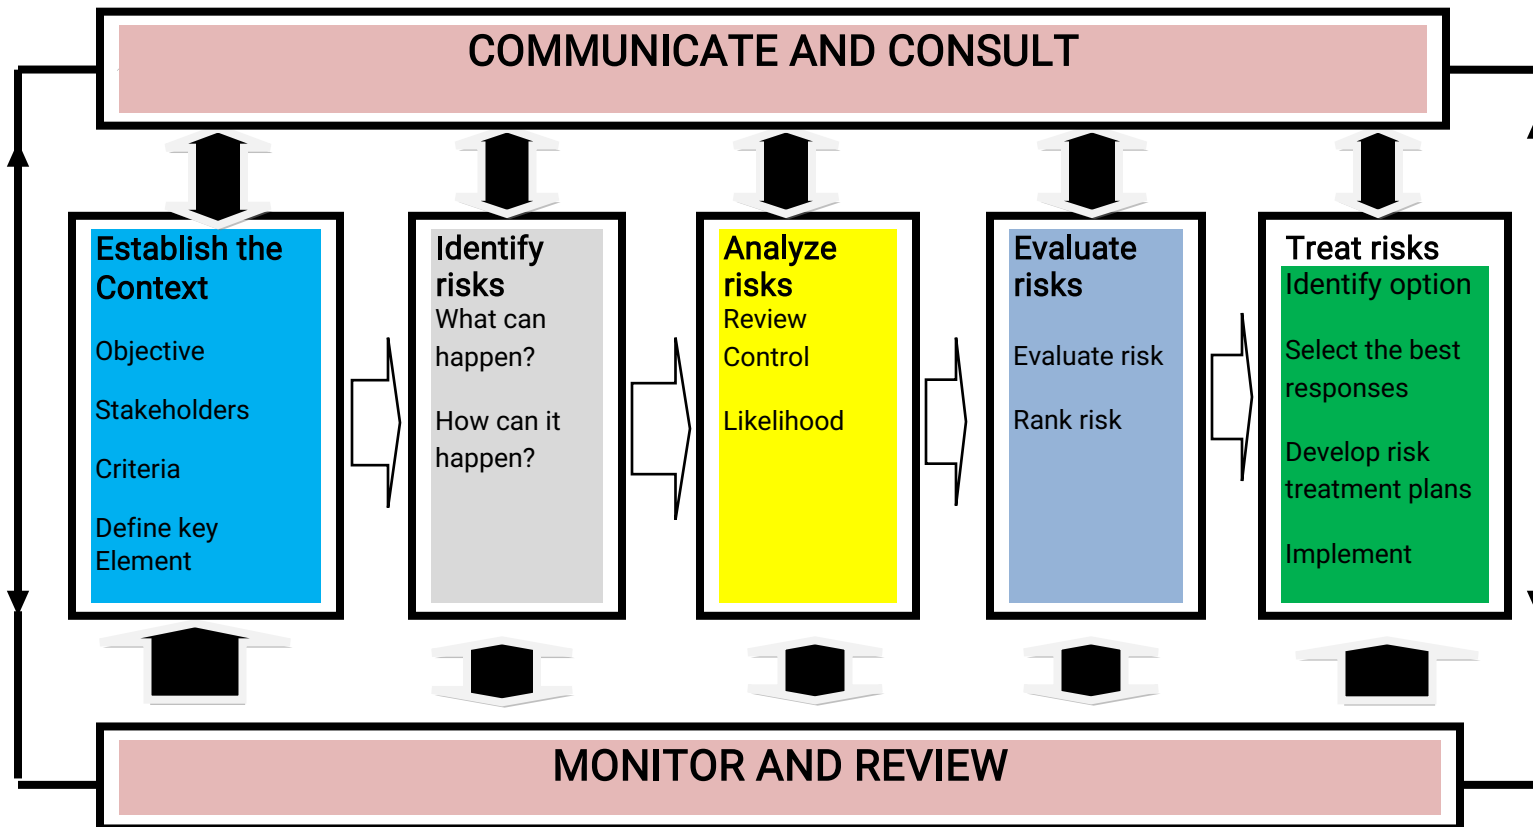 COMMUNICATE AND CONSULT
Establish the
Context
Objective
Stakeholders
Criteria
Define key
Element
Identify
risks
What can
happen?
How can it
happen?
Analyze
risks
Review
Control
Likelihood
Evaluate
risks
Evaluate risk
Rank risk
Treat risks
Identify option
Select the best
responses
Develop risk
treatment plans
Implement
MONITOR AND REVIEW